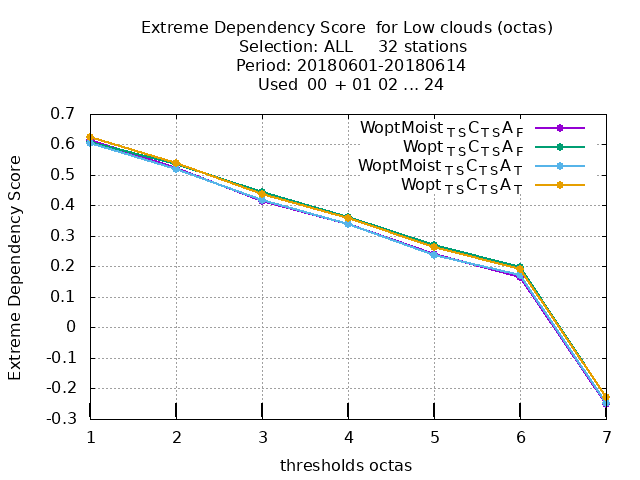 Extreme Dependency Score for Low clouds (octas)
Selection: ALL 32 stations
Period: 20180601-20180614
Used 00 + 01 02 ... 24
WoptMoist TS C TS A F
Wopt TS C TS A F
WoptMoist TS C TS A T
Wopt TS C TS A T
Extreme Dependency Score
0.7
0.6
0.5
0.4
0.3
0.2
0.1
0
-0.1
-0.2
-0.3
1 2 3 4 5 6 7
thresholds octas